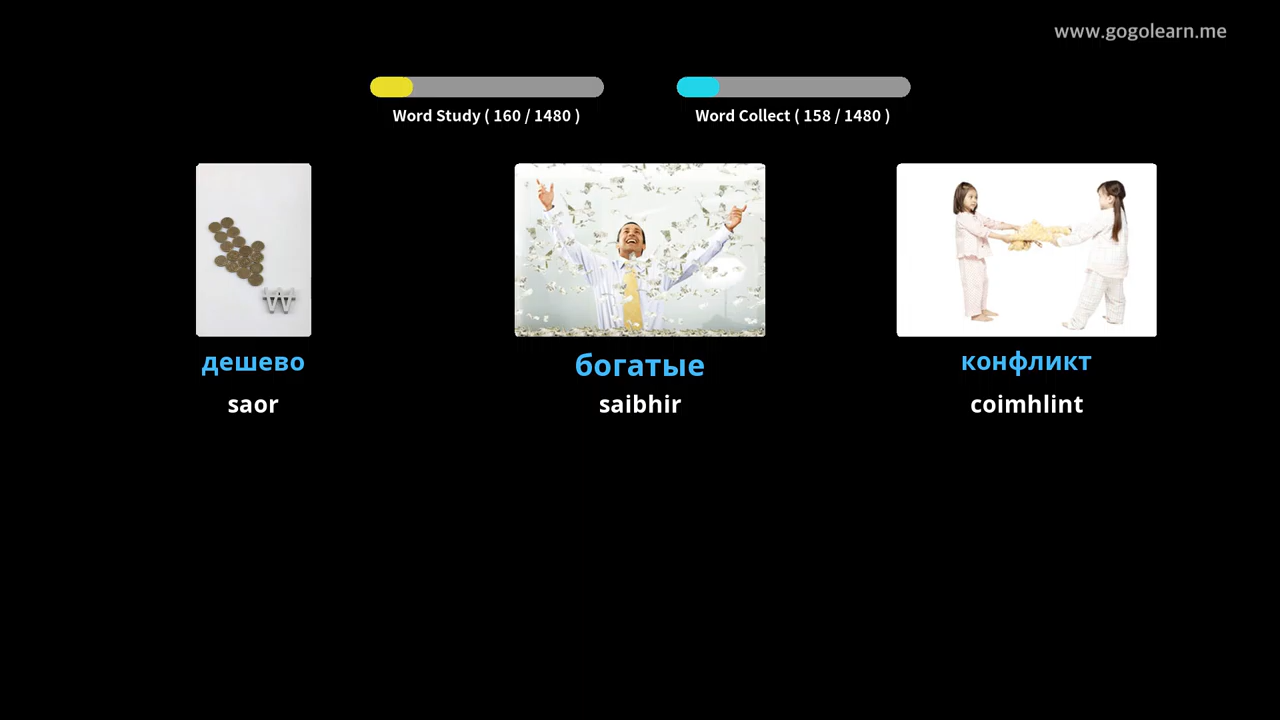 www.gogolearn.me
Word Study ( 160 / 1480 )
Word Collect ( 158 / 1480 )
₩
дешево
богатые
конфликт
saor
saibhir
coimhlint